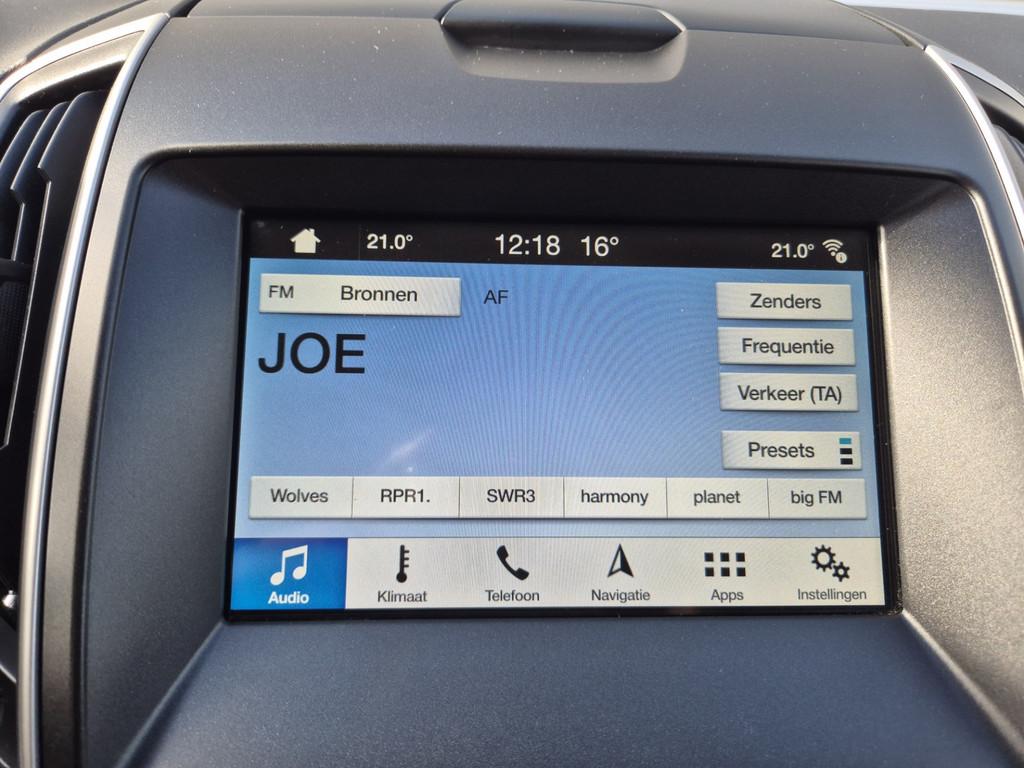 21.0° 12:18 16° 21.0°
FM Bronnen AF Zenders
JOE Frequentie
Verkeer (TA)
Presets
Wolves RPR1. SWR3 harmony planet big FM
Audio Klimaat Telefoon Navigatie Apps Instellingen